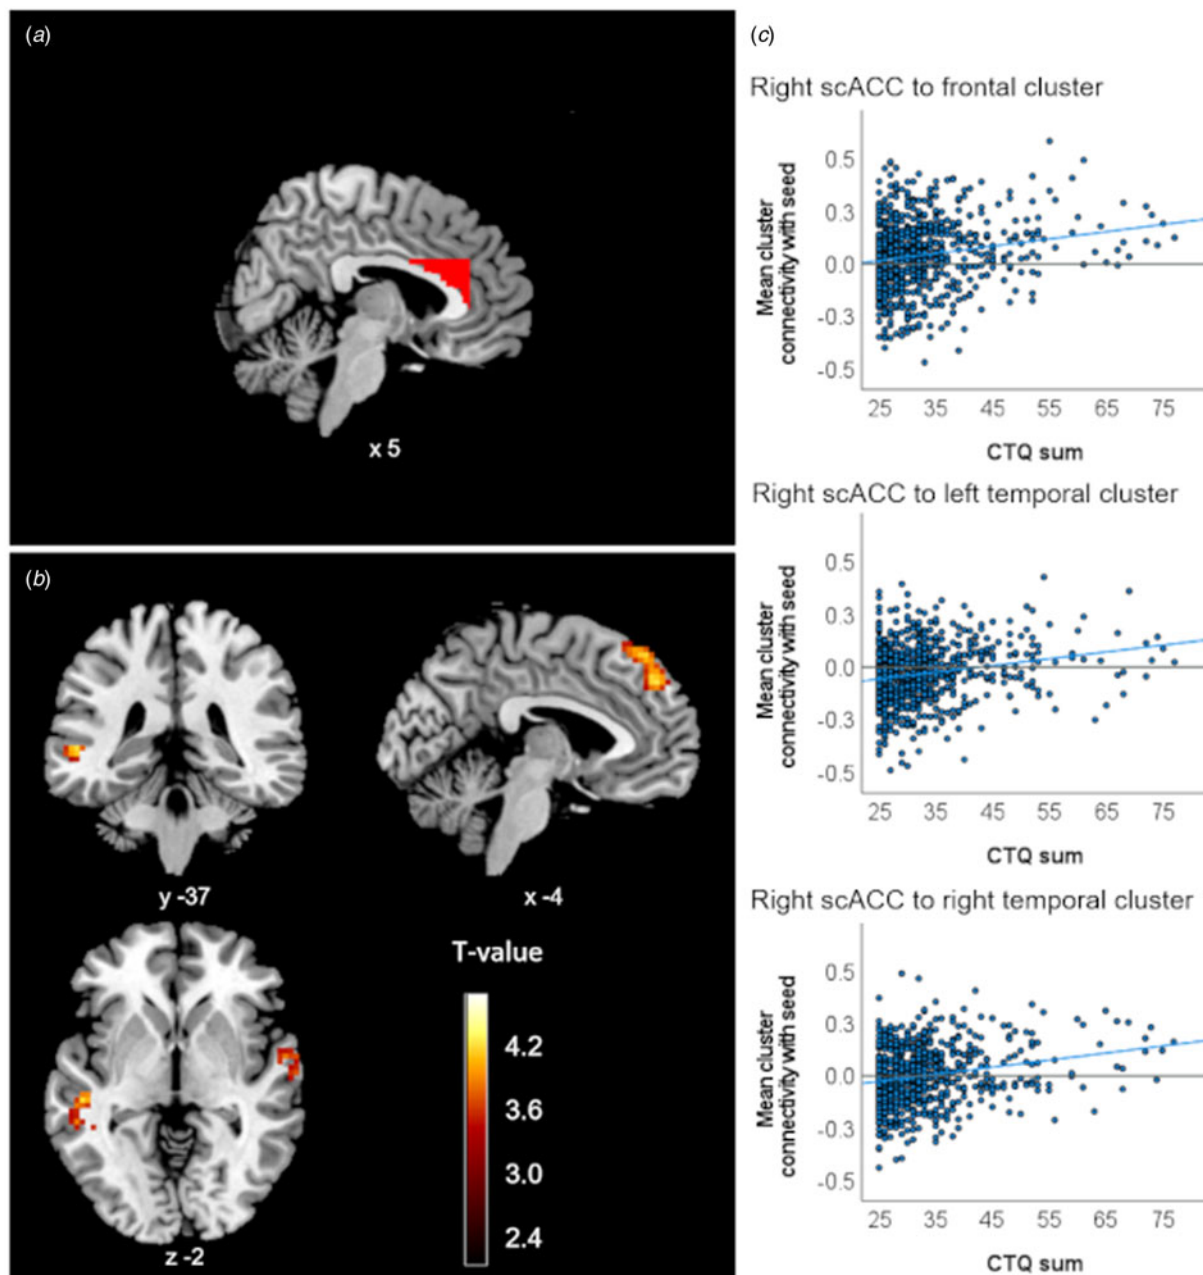 (a)
x 5
(b)
y -37
x -4
z -2
T-value
4.2
3.6
3.0
2.4
(c)
Right scACC to frontal cluster
Mean cluster
connectivity with seed
0.5
0.3
0.0
-0.3
-0.5
25 35 45 55 65 75
CTQ sum
Right scACC to left temporal cluster
Mean cluster
connectivity with seed
0.5
0.3
0.0
-0.3
-0.5
25 35 45 55 65 75
CTQ sum
Right scACC to right temporal cluster
Mean cluster
connectivity with seed
0.5
0.3
0.0
-0.3
-0.5
25 35 45 55 65 75
CTQ sum